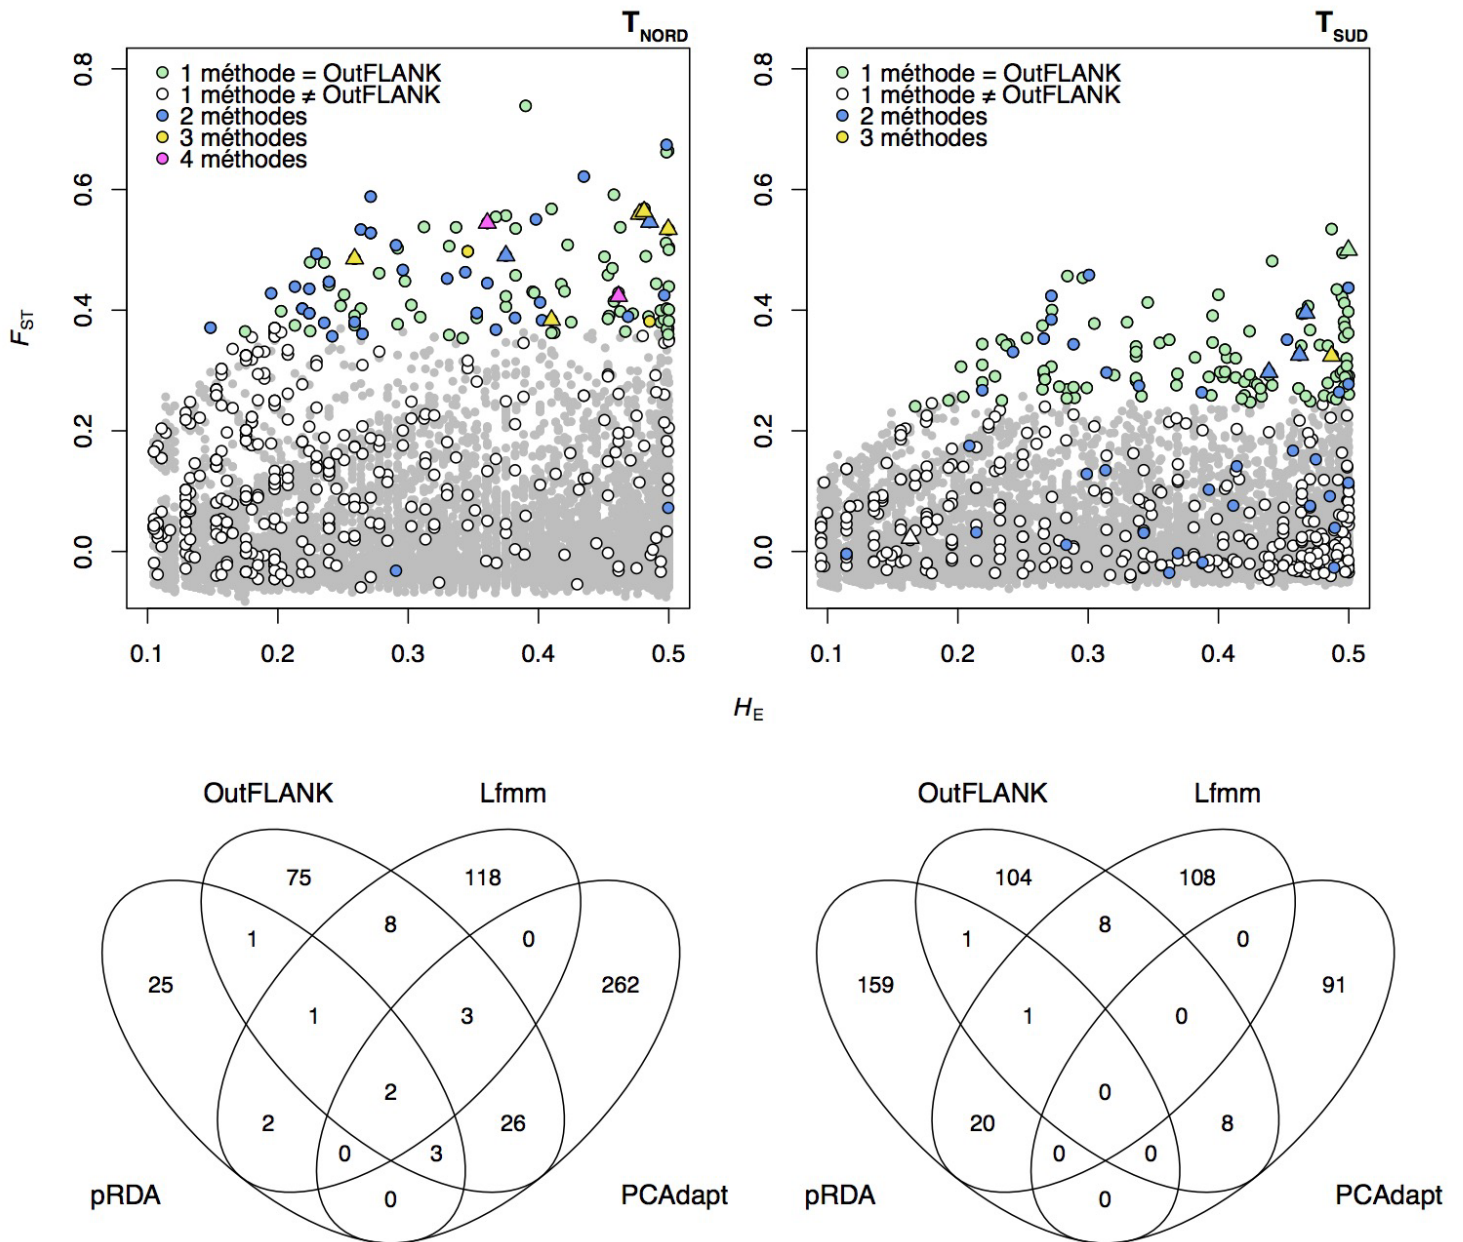 T NORD
1 méthode = OutFLANK
1 méthode ≠ OutFLANK
2 méthodes
3 méthodes
4 méthodes
0.8
0.6
0.4
0.2
0.0
FST
0.1 0.2 0.3 0.4 0.5
T SUD
1 méthode = OutFLANK
1 méthode ≠ OutFLANK
2 méthodes
3 méthodes
0.8
0.6
0.4
0.2
0.0
0.1 0.2 0.3 0.4 0.5
HE
OutFLANK Lfmm
75 118
8
1 0
25 262
1 3
2
2 26
0 3
pRDA PCAdapt
0
OutFLANK Lfmm
104 108
8
1 0
159 91
1 0
0
20 8
0 0
pRDA PCAdapt
0